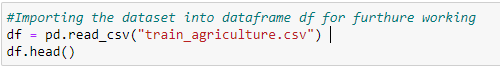 #Importing the dataset into dataframe df for furthure working
df = pd.read_csv("train_agriculture.csv")
df.head()